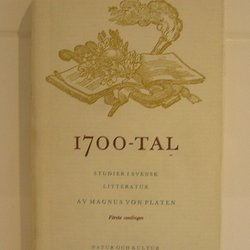 1700-TAL
STUDIER I SVENSK
LITTERATUR
AV MAGNUS VON PLATEN
Första samlingen
NATUR OCH KULTUR